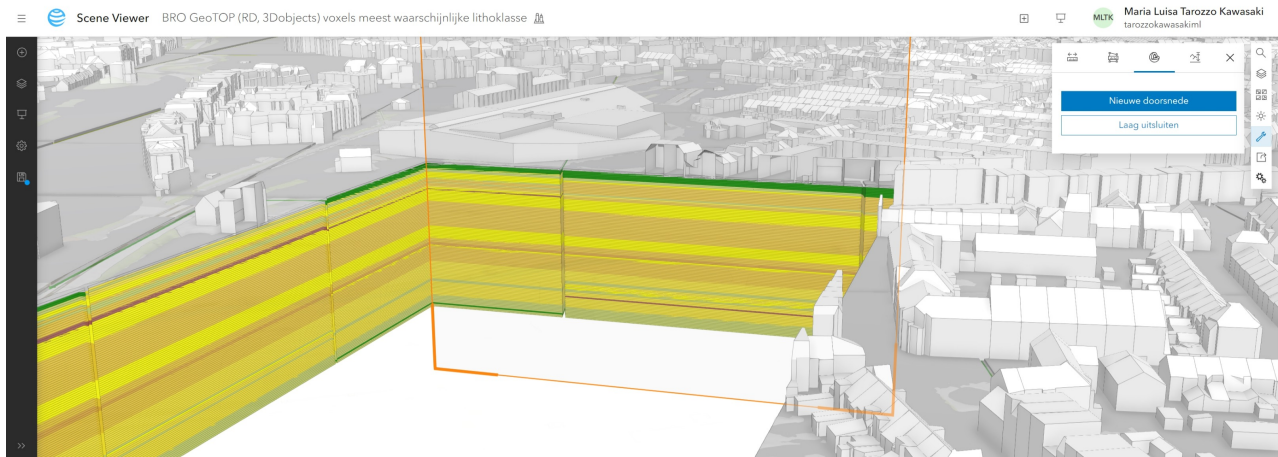 Scene Viewer BRO GeoTOP (RD, 3Dobjects) voxels meest waarschijnlijke lithoklasse
MLTK
Maria Luisa Tarozzo Kawasaki
tarozzokawasakiml
Nieuwe doorsnede
Laag uitsluiten